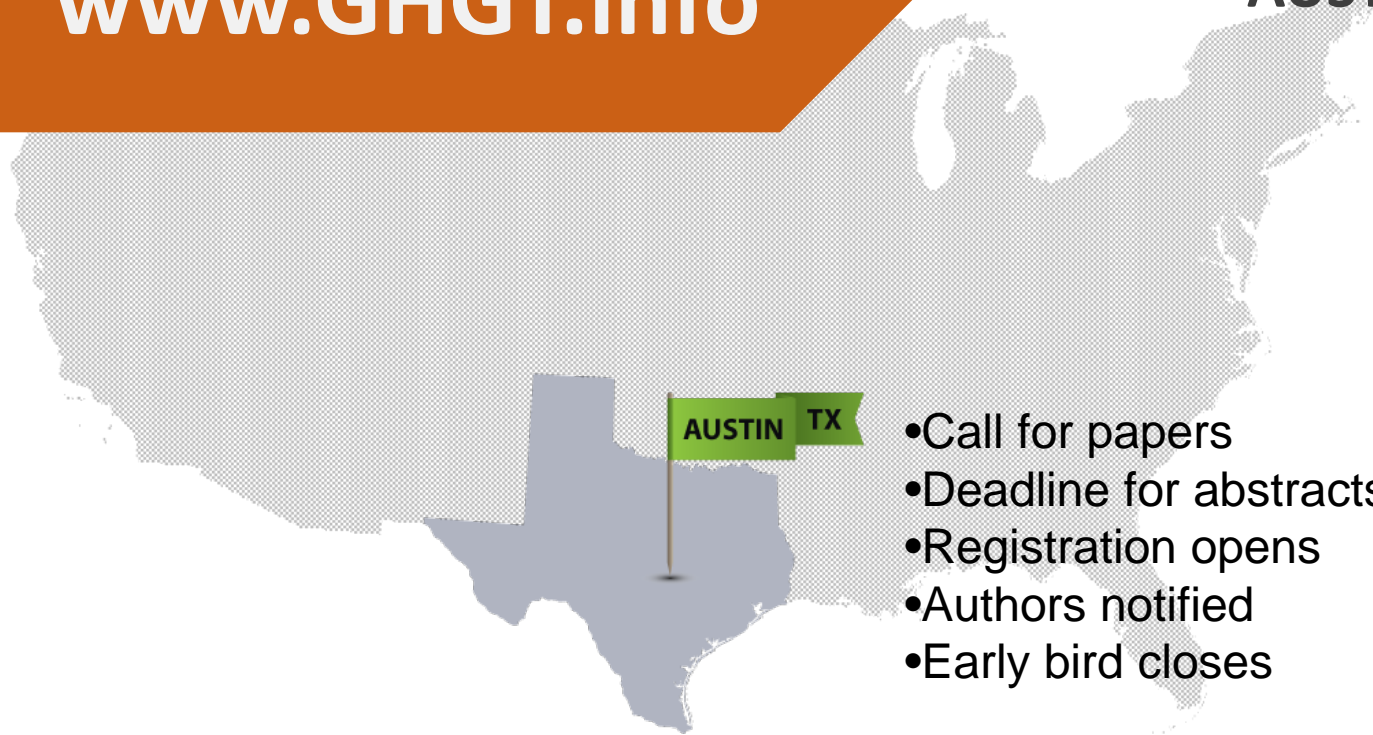 www.GHGT.info
AUSTIN TX
•Call for papers
•Deadline for abstracts
•Registration opens
•Authors notified
•Early bird closes